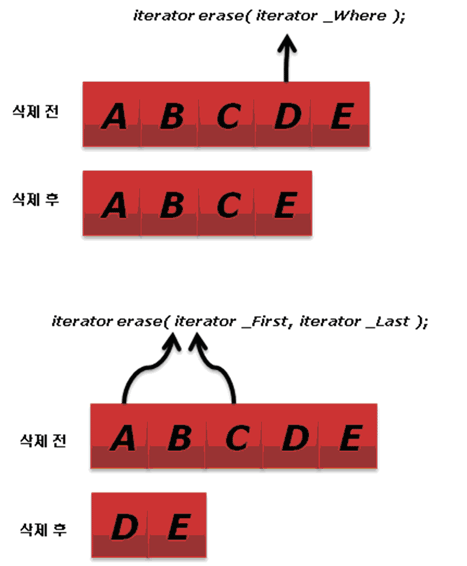 iterator erase( iterator _Where );
삭제 전 A B C D E
삭제 후 A B C E
iterator erase( iterator _First, iterator _Last );
삭제 전 A B C D E
삭제 후 D E